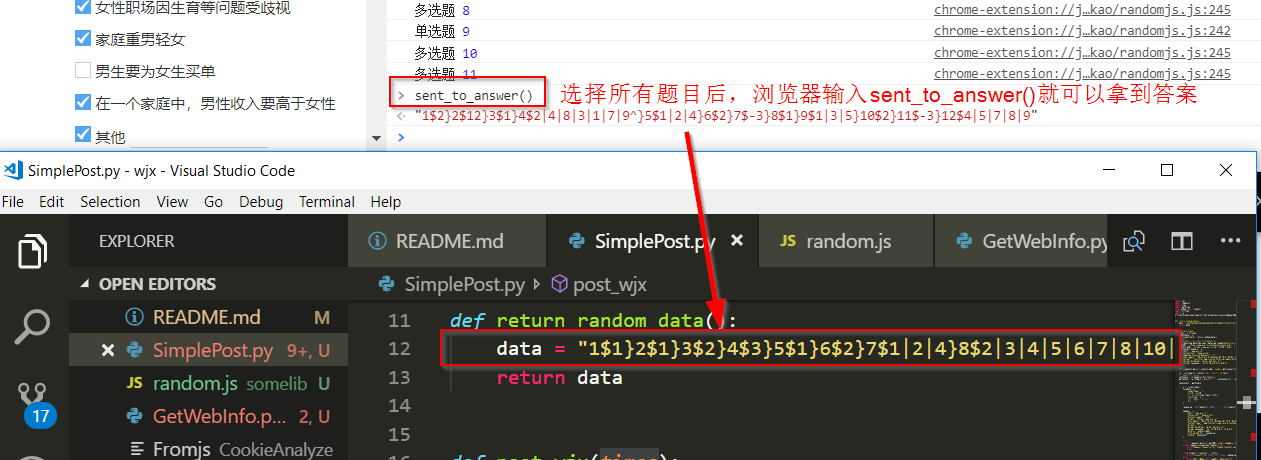 女性职场因生育等问题受歧视
家庭重男轻女
男生要为女生买单
在一个家庭中，男性收入要高于女性
其他
多选题 8 chrome-extension://j…kao/randomjs.js:245
单选题 9 chrome-extension://j…kao/randomjs.js:242
多选题 10 chrome-extension://j…kao/randomjs.js:245
多选题 11 chrome-extension://j…kao/randomjs.js:245
> sent_to_answer()
选择所有题目后，浏览器输入sent_to_answer()就可以拿到答案
"1$2}2$12}3$1}4$2|4|8|3|1|7|9^}5$1|2|4}6$2}7$-3}8$1}9$1|3|5}10$2}11$-3}12$4|5|7|8|9"
>
SimplePost.py - wjx - Visual Studio Code
File Edit Selection View Go Debug Terminal Help
EXPLORER
README.md
SimplePost.py
JS random.js
GetWebInfo.py
OPEN EDITORS
README.md M
SimplePost.py 9+, U
JS random.js somelib U
GetWebInfo.p... 2, U
Fromjs CookieAnalyze
17
SimplePost.py post_wjx
11 def return_random_data():
12 data = "1$1}2$1}3$2}4$3}5$1}6$2}7$1|2|4}8$2|3|4|5|6|7|8|10|
13 return data
14
15
16 def post_wjx(times):